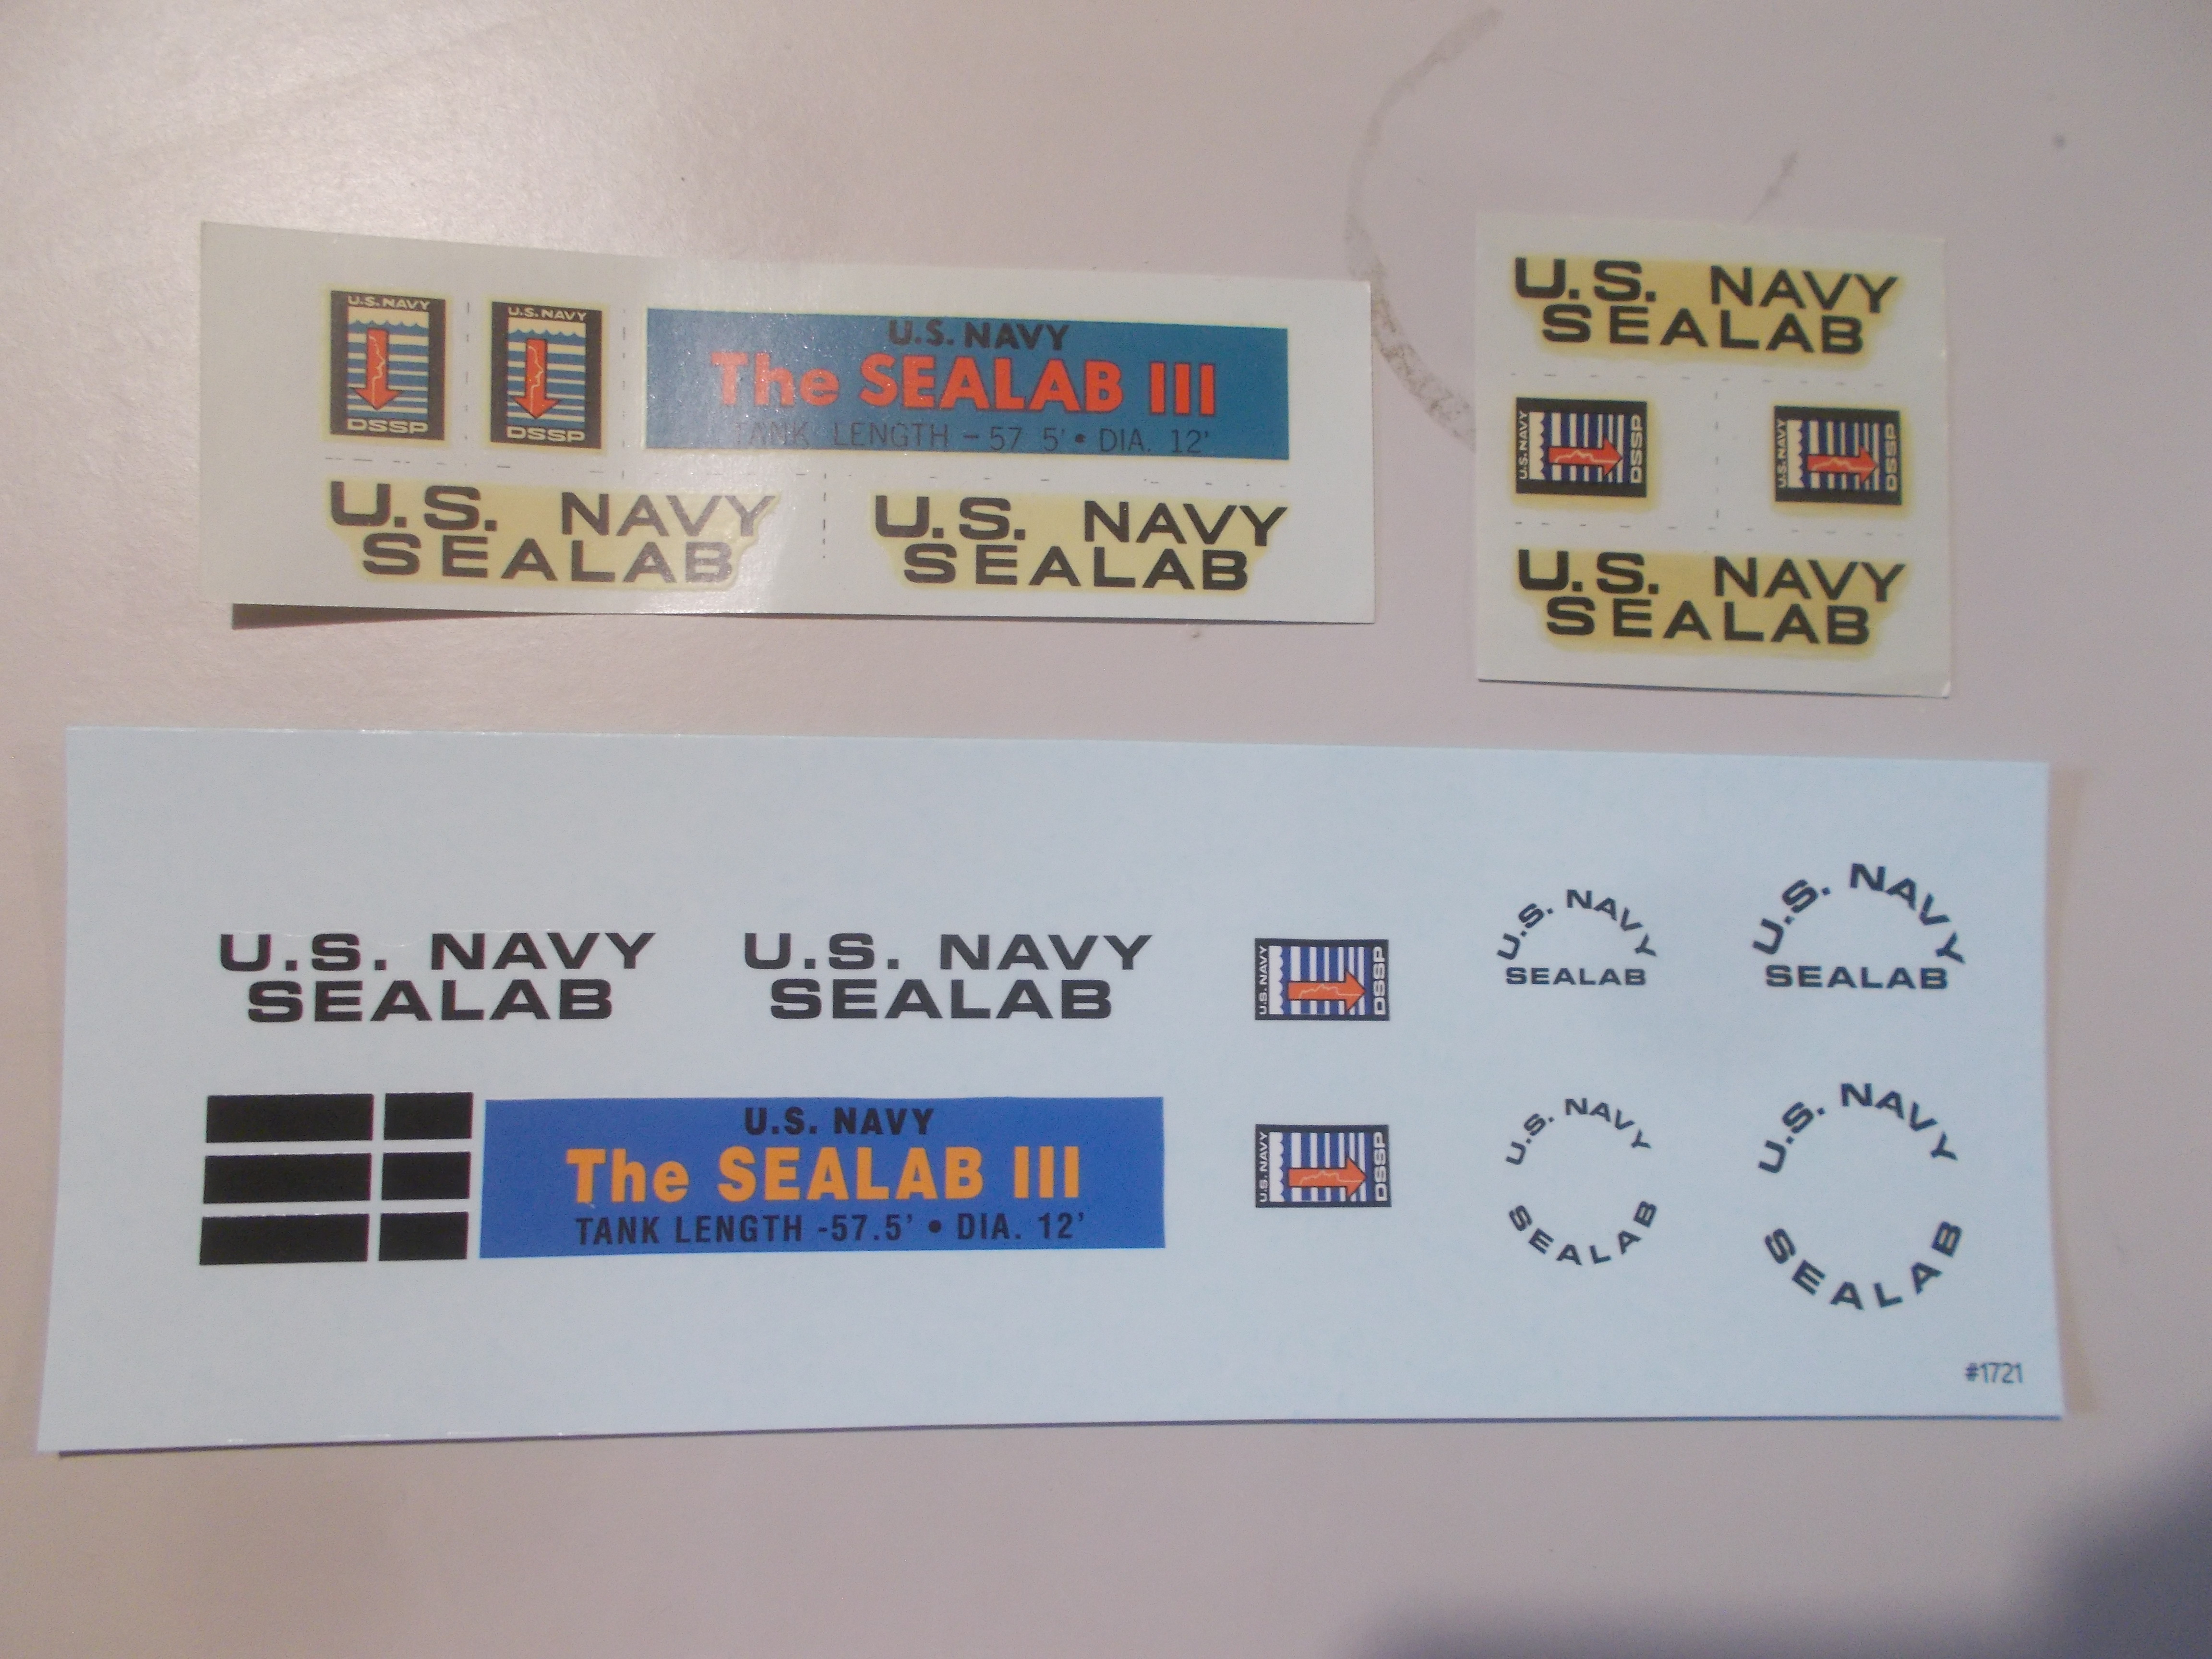 U.S. NAVY
DSSP
U.S. NAVY
DSSP
U.S. NAVY
The SEALAB III
TANK LENGTH - 57 5' • DIA. 12'
U.S. NAVY
SEALAB
U.S. NAVY
SEALAB
U.S. NAVY
SEALAB
U.S. NAVY
DSSP
U.S. NAVY
DSSP
U.S. NAVY
SEALAB
U.S. NAVY
SEALAB
U.S. NAVY
SEALAB
U.S. NAVY
DSSP
U.S. NAVY
SEALAB
U.S. NAVY
SEALAB
U.S. NAVY
The SEALAB III
TANK LENGTH -57.5' • DIA. 12'
U.S. NAVY
DSSP
U.S. NAVY
SEALAB
U.S. NAVY
SEALAB
#1721